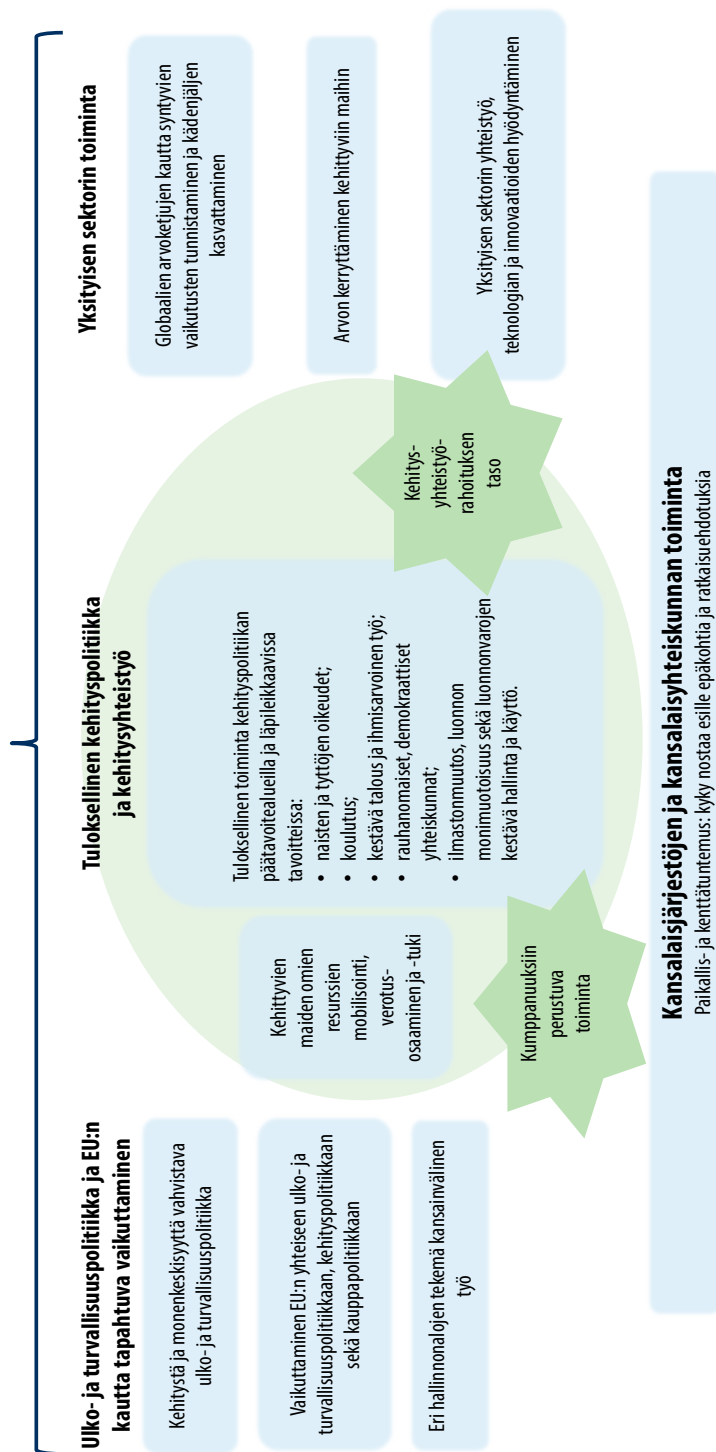 Ulko- ja turvallisuuspolitiikka ja EU:n
kautta tapahtuva vaikuttaminen
Kehitystä ja monenkeskisyyttä vahvistava
ulko- ja turvallisuuspolitiikka
Vaikuttaminen EU:n yhteiseen ulko- ja
turvallisuuspolitiikkaan, kehityspolitiikkaan
sekä kauppapolitiikkaan
Eri hallinnonalojen tekemä kansainvälinen
työ
Tuloksellinen kehityspolitiikka
ja kehitysyhteistyö
Kehittyvien
maiden omien
resurssien
mobilisointi,
verotus-
osaaminen ja -tuki
Tuloksellinen toiminta kehityspolitiikan
päätavoitealueilla ja läpileikkaavissa
tavoitteissa:
• naisten ja tyttöjen oikeudet;
• koulutus;
• kestävä talous ja ihmisarvoinen työ;
• rauhanomaiset, demokraattiset
yhteiskunnat;
• ilmastonmuutos, luonnon
monimuotoisuus sekä luonnonvarojen
kestävä hallinta ja käyttö.
Kumppanuuksiin
perustuva
toiminta
Kehitys-
yhteistyö-
rahoituksen
taso
Yksityisen sektorin toiminta
Globaalien arvoketjujen kautta syntyvien
vaikutusten tunnistaminen ja kädenjäljen
kasvattaminen
Arvon kerryttäminen kehittyviin maihin
Yksityisen sektorin yhteistyö,
teknologian ja innovaatioiden hyödyntäminen
Kansalaisjärjestöjen ja kansalaisyhteiskunnan toiminta
Paikallis- ja kenttätuntemus: kyky nostaa esille epäkohtia ja ratkaisuehdotuksia